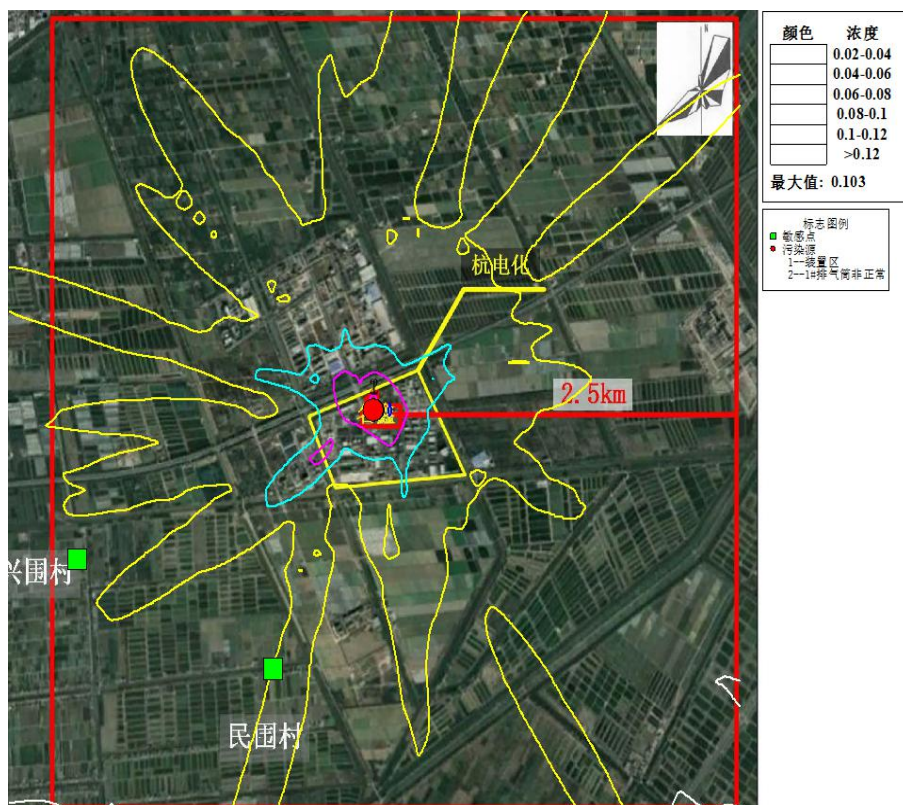 杭电化
2.5km
兴围村
民围村
N
颜色 浓度
0.02-0.04
0.04-0.06
0.06-0.08
0.08-0.1
0.1-0.12
>0.12
最大值: 0.103
标志图例
敏感点
污染源
1--装置区
2--1#排气筒非正常